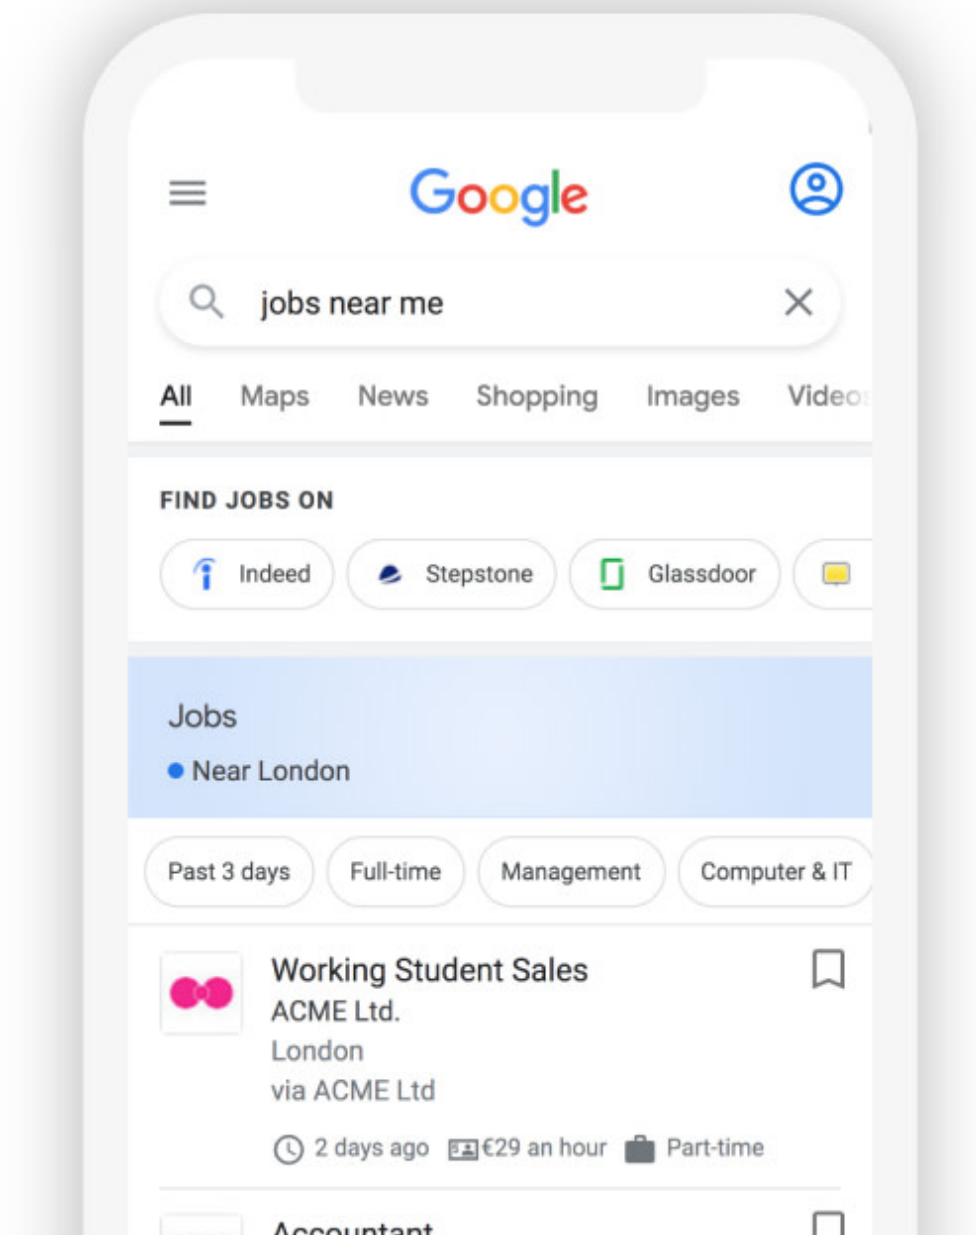 Google
jobs near me
All Maps News Shopping Images Videos
FIND JOBS ON
Indeed Stepstone Glassdoor
Jobs
Near London
Past 3 days Full-time Management Computer & IT
Working Student Sales
ACME Ltd.
London
via ACME Ltd
2 days ago €29 an hour Part-time
Accountant